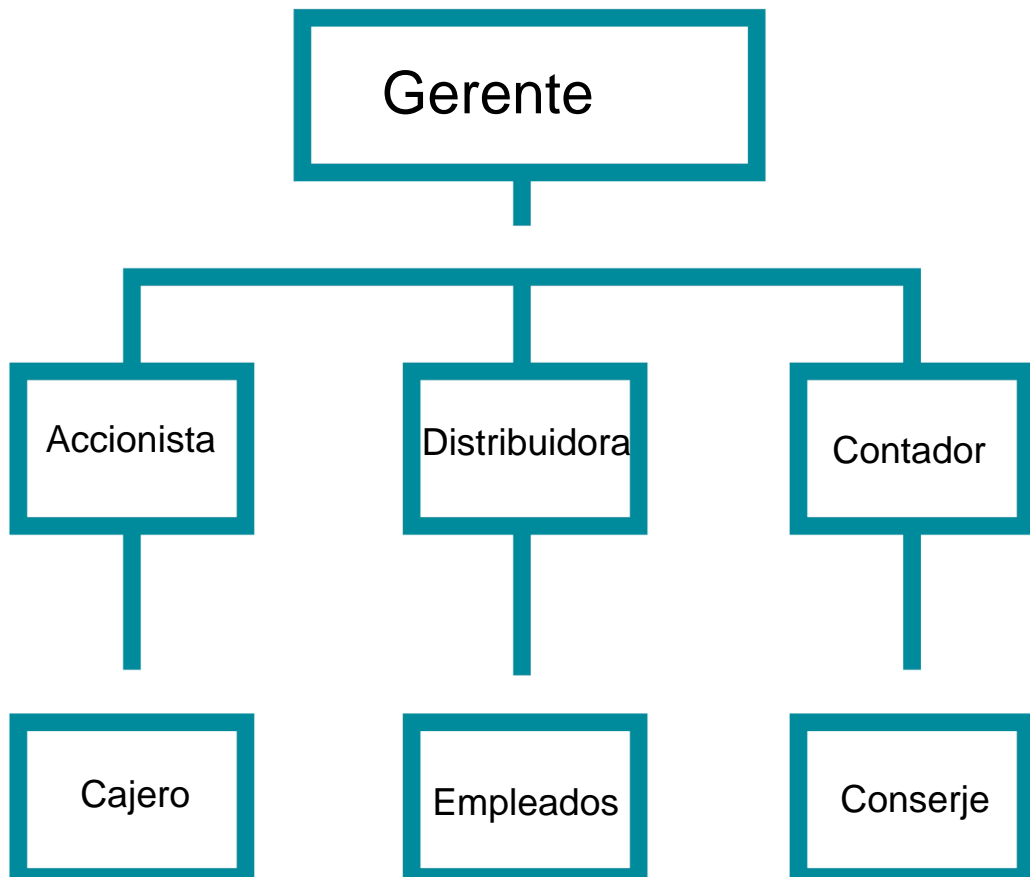 Gerente
Accionista
Distribuidora
Contador
Cajero
Empleados
Conserje